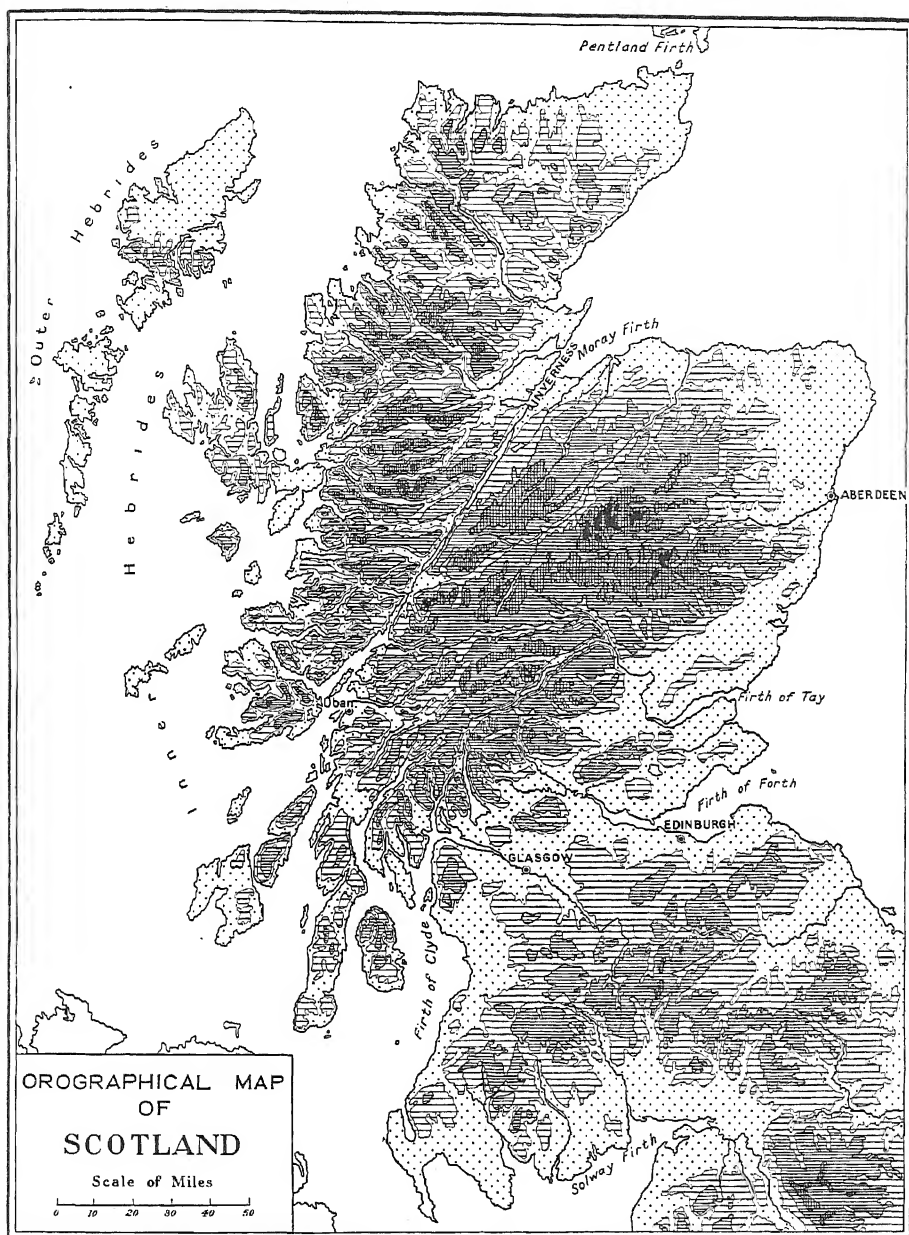 Pentland Firth
Outer Hebrides
Hebrides
Inner
Moray Firth
INVERNESS
ABERDEEN
Oban
Firth of Tay
Firth of Forth
EDINBURGH
GLASGOW
Firth of Clyde
Solway Firth
OROGRAPHICAL MAP
OF
SCOTLAND
Scale of Miles
0 10 20 30 40 50